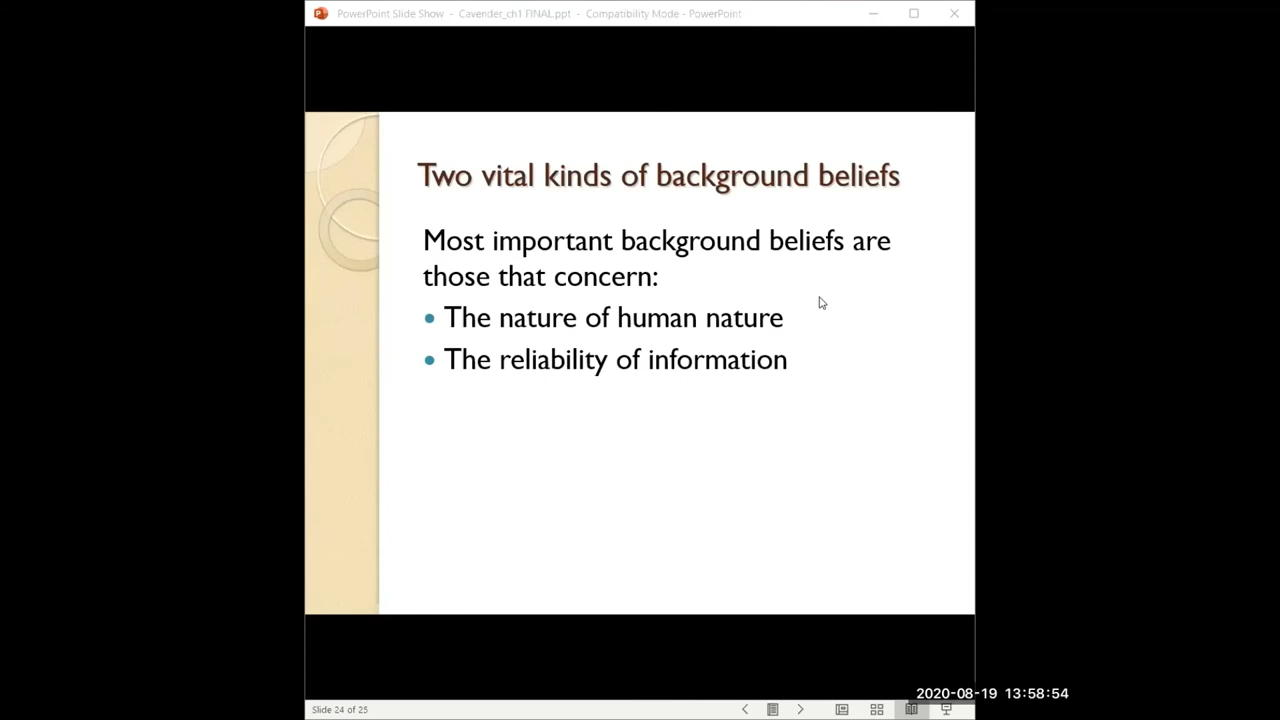 PowerPoint Slide Show - Cavender_ch1 FINAL.ppt - Compatibility Mode - PowerPoint
Two vital kinds of background beliefs
Most important background beliefs are
those that concern:
• The nature of human nature
• The reliability of information
2020-08-19 13:58:54
Slide 24 of 25